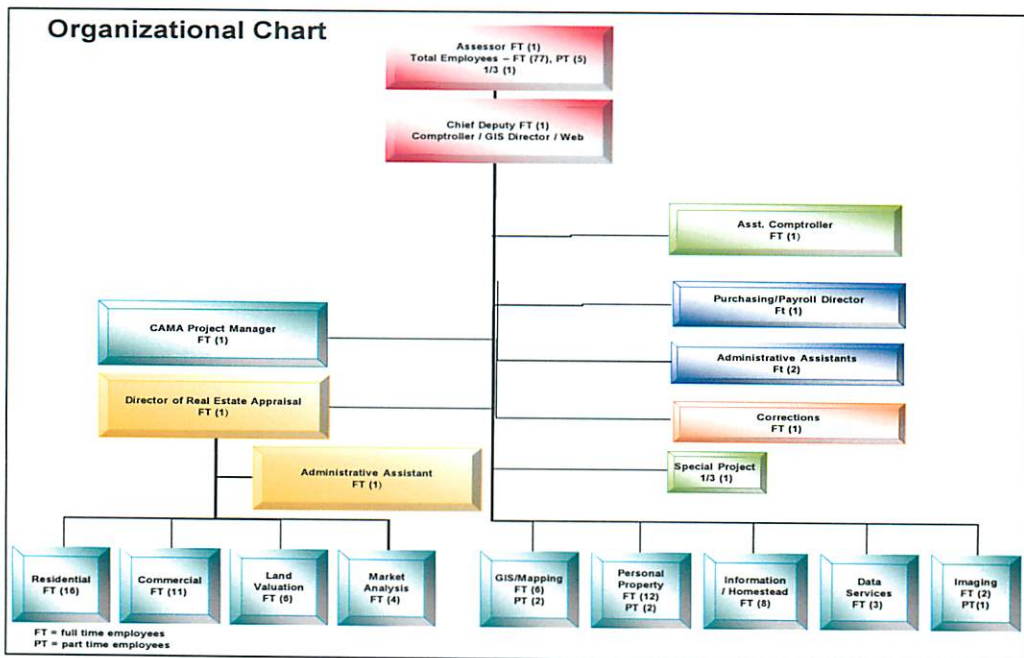 Organizational Chart
Assessor FT (1)
Total Employees – FT (77), PT (5)
1/3 (1)
Chief Deputy FT (1)
Comptroller / GIS Director / Web
Asst. Comptroller
FT (1)
Purchasing/Payroll Director
Ft (1)
CAMA Project Manager
FT (1)
Administrative Assistants
Ft (2)
Director of Real Estate Appraisal
FT (1)
Corrections
FT (1)
Administrative Assistant
FT (1)
Special Project
1/3 (1)
Residential
FT (16)
Commercial
FT (11)
Land
Valuation
FT (6)
Market
Analysis
FT (4)
GIS/Mapping
FT (6)
PT (2)
Personal
Property
FT (12)
PT (2)
Information
/ Homestead
FT (8)
Data
Services
FT (3)
Imaging
FT (2)
PT(1)
FT = full time employees
PT = part time employees